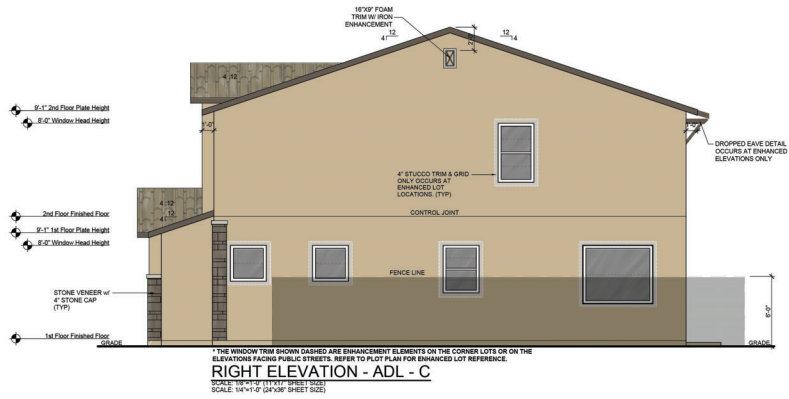 16"X9" FOAM
TRIM W/ IRON
ENHANCEMENT
12
4
12
4
2'-0"
4:12
9'-1" 2nd Floor Plate Height
8'-0" Window Head Height
1'-0"
1'-0"
DROPPED EAVE DETAIL
OCCURS AT ENHANCED
ELEVATIONS ONLY
4" STUCCO TRIM & GRID
ONLY OCCURS AT
ENHANCED LOT
LOCATIONS. (TYP)
4:12
12
4
2nd Floor Finished Floor
CONTROL JOINT
9'-1" 1st Floor Plate Height
8'-0" Window Head Height
FENCE LINE
STONE VENEER w/
4" STONE CAP
(TYP)
6'-0"
1st Floor Finished Floor
GRADE
GRADE
* THE WINDOW TRIM SHOWN DASHED ARE ENHANCEMENT ELEMENTS ON THE CORNER LOTS OR ON THE
ELEVATIONS FACING PUBLIC STREETS. REFER TO PLOT PLAN FOR ENHANCED LOT REFERENCE.
RIGHT ELEVATION - ADL - C
SCALE: 1/8"=1'-0" (11"x17" SHEET SIZE)
SCALE: 1/4"=1'-0" (24"x36" SHEET SIZE)